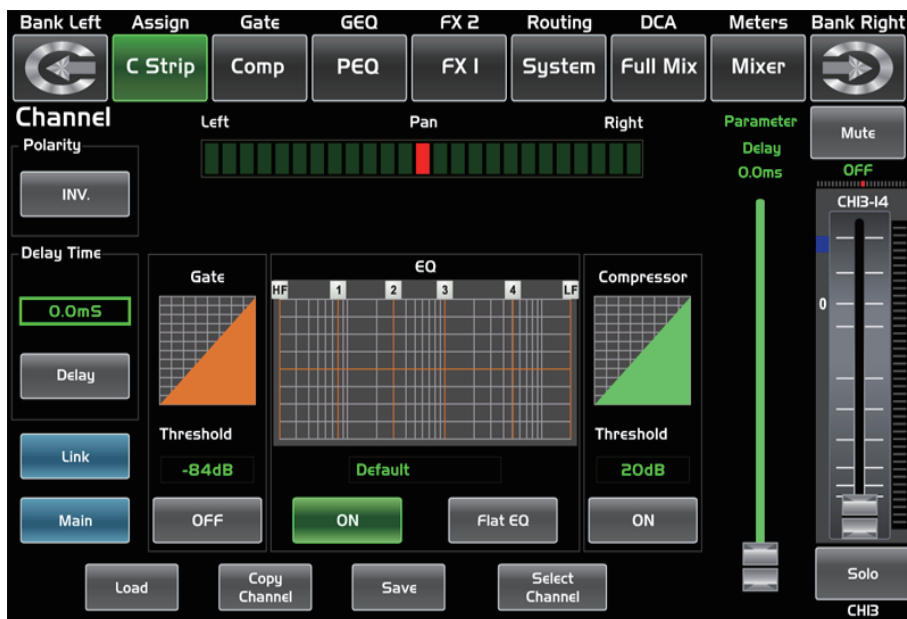 Bank Left Assign Gate GEQ FX 2 Routing DCA Meters Bank Right
C Strip Comp PEQ FX 1 System Full Mix Mixer
Channel
Polarity
INV.
Left Pan Right
Parameter
Delay
0.0ms
Mute
OFF
CH13-14
0
Delay Time
0.0mS
Delay
Link
Main
Gate
Threshold
-84dB
OFF
EQ
HF 1 2 3 4 LF
Default
ON Flat EQ
Compressor
Threshold
20dB
ON
Load
Copy
Channel
Save
Select
Channel
Solo
CH13